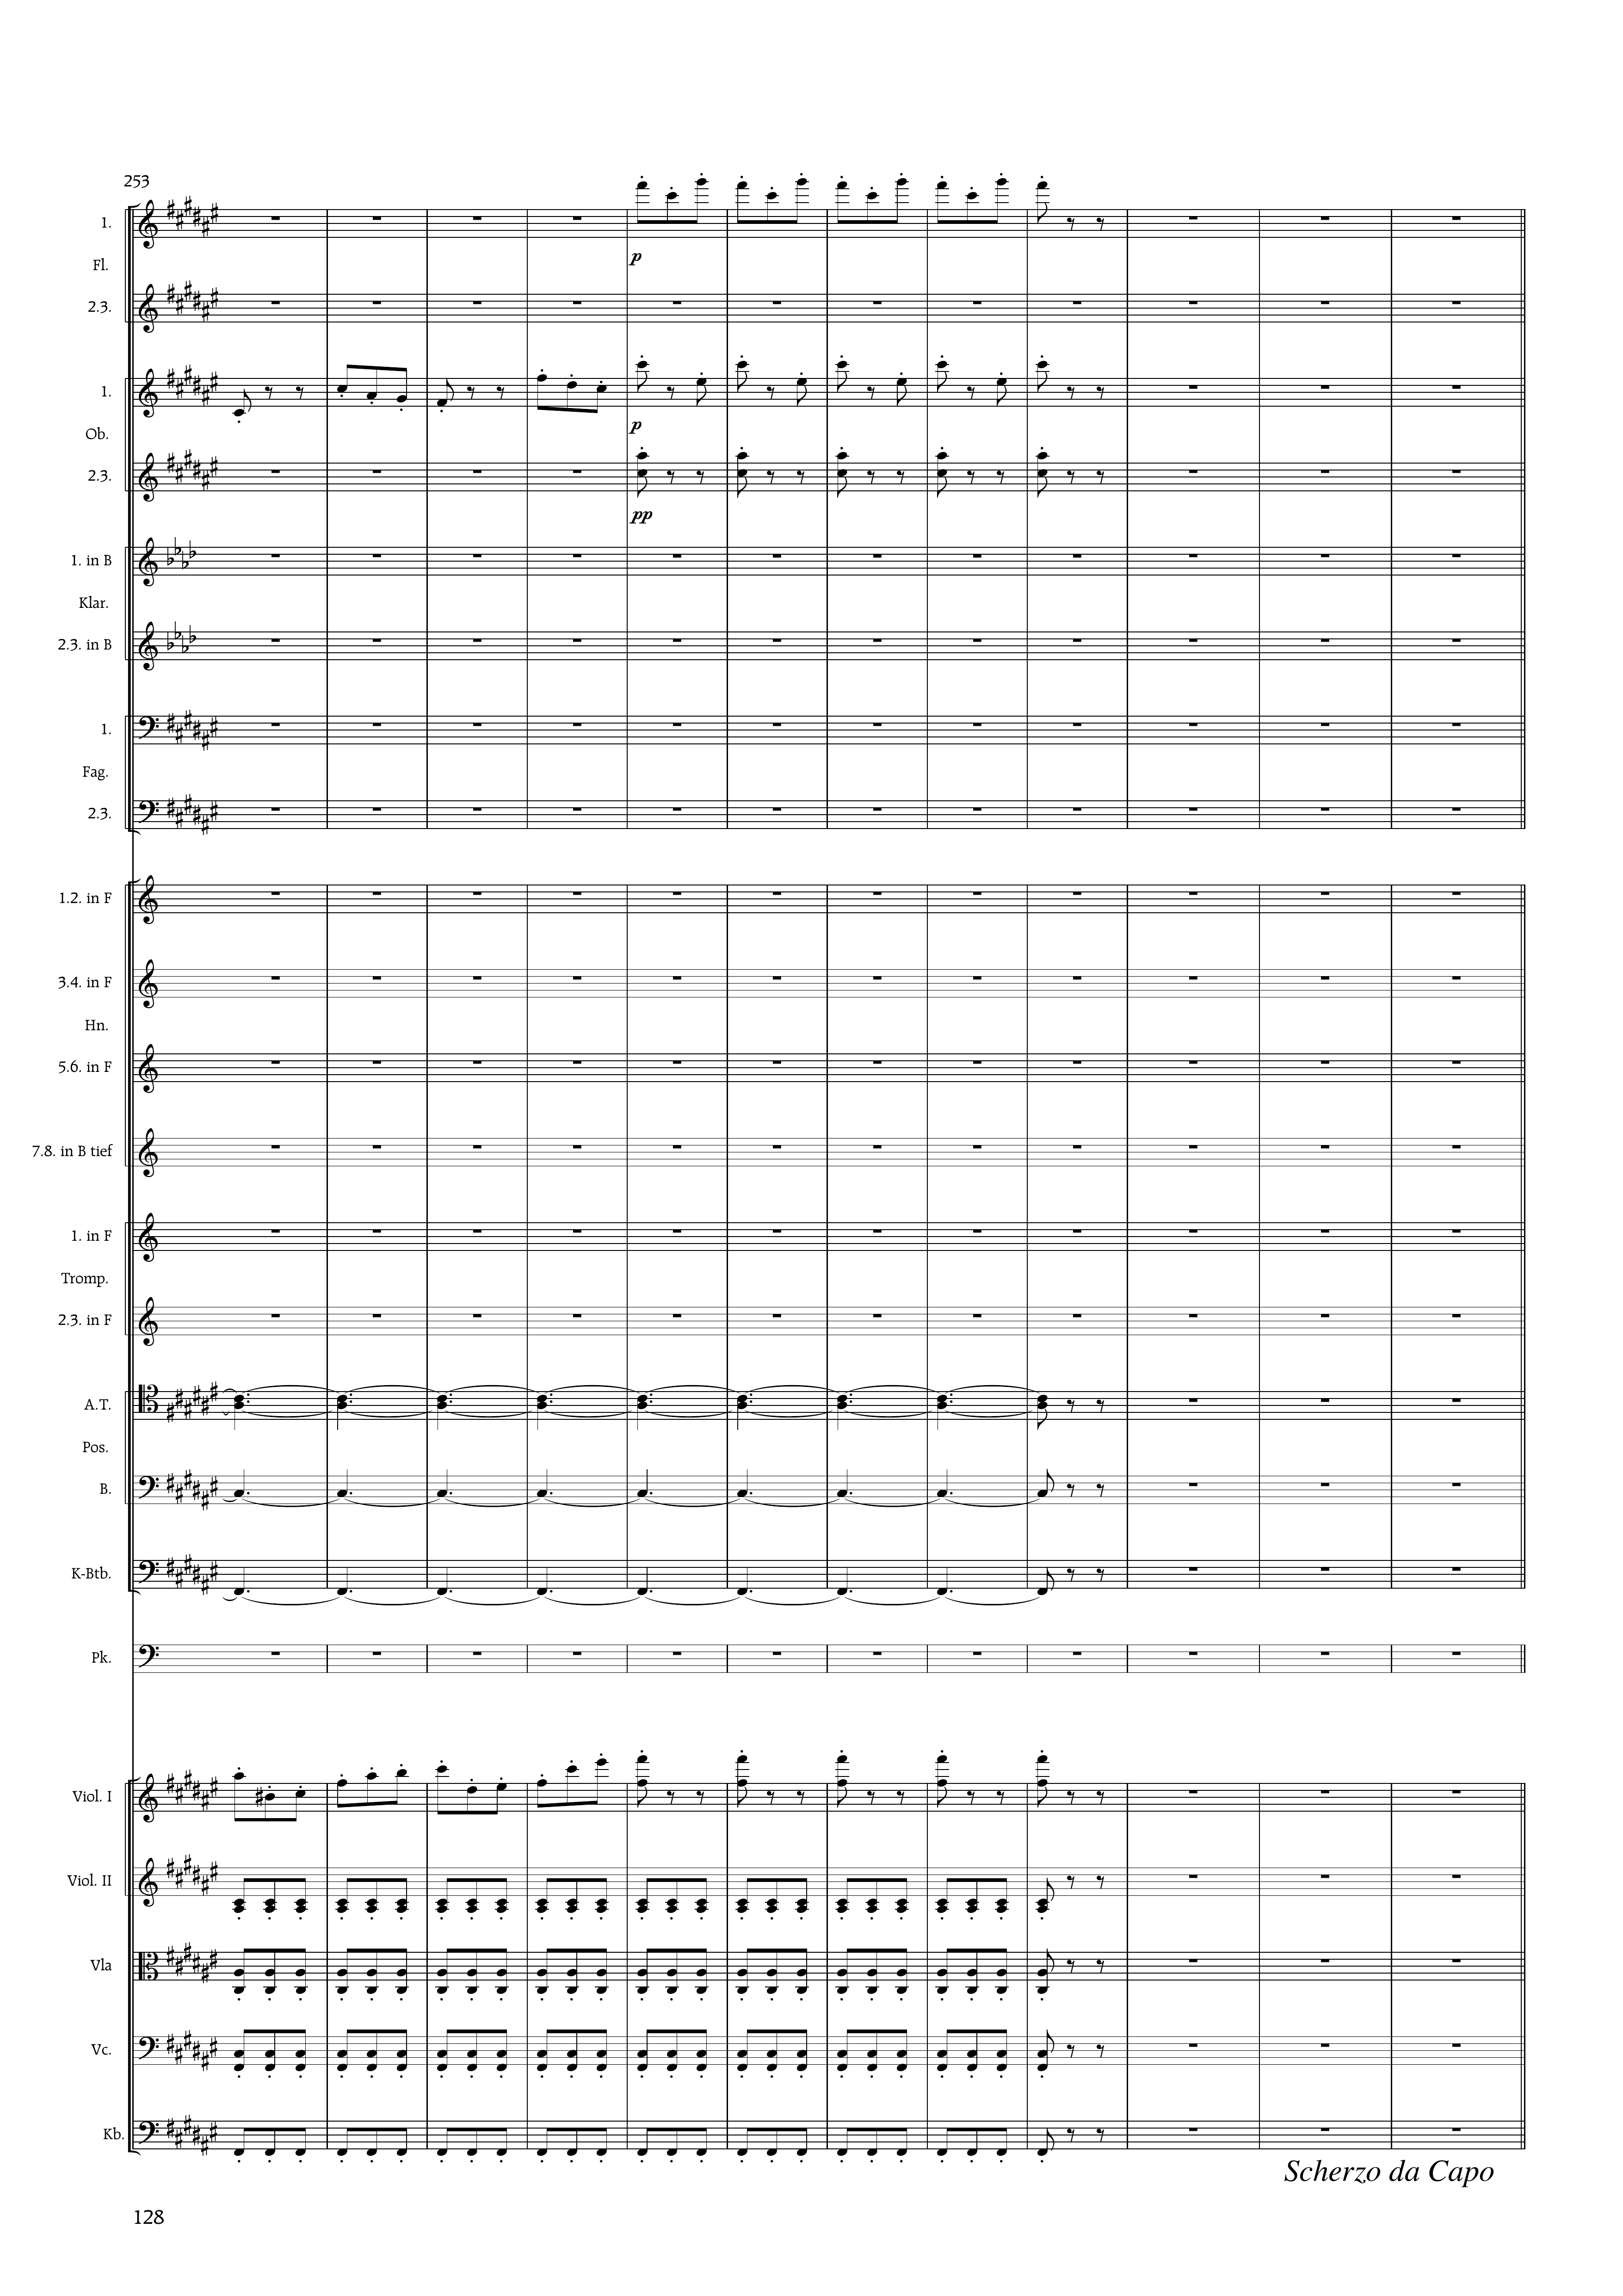 253
1.
Fl.
2.3.
p
1.
Ob.
p
2.3.
pp
1. in B
Klar.
2.3. in B
1.
Fag.
2.3.
1.2. in F
3.4. in F
Hn.
5.6. in F
7.8. in B tief
1. in F
Tromp.
2.3. in F
A.T.
Pos.
B.
K-Btb.
Pk.
Viol. I
Viol. II
Vla
Vc.
Kb.
Scherzo da Capo
128